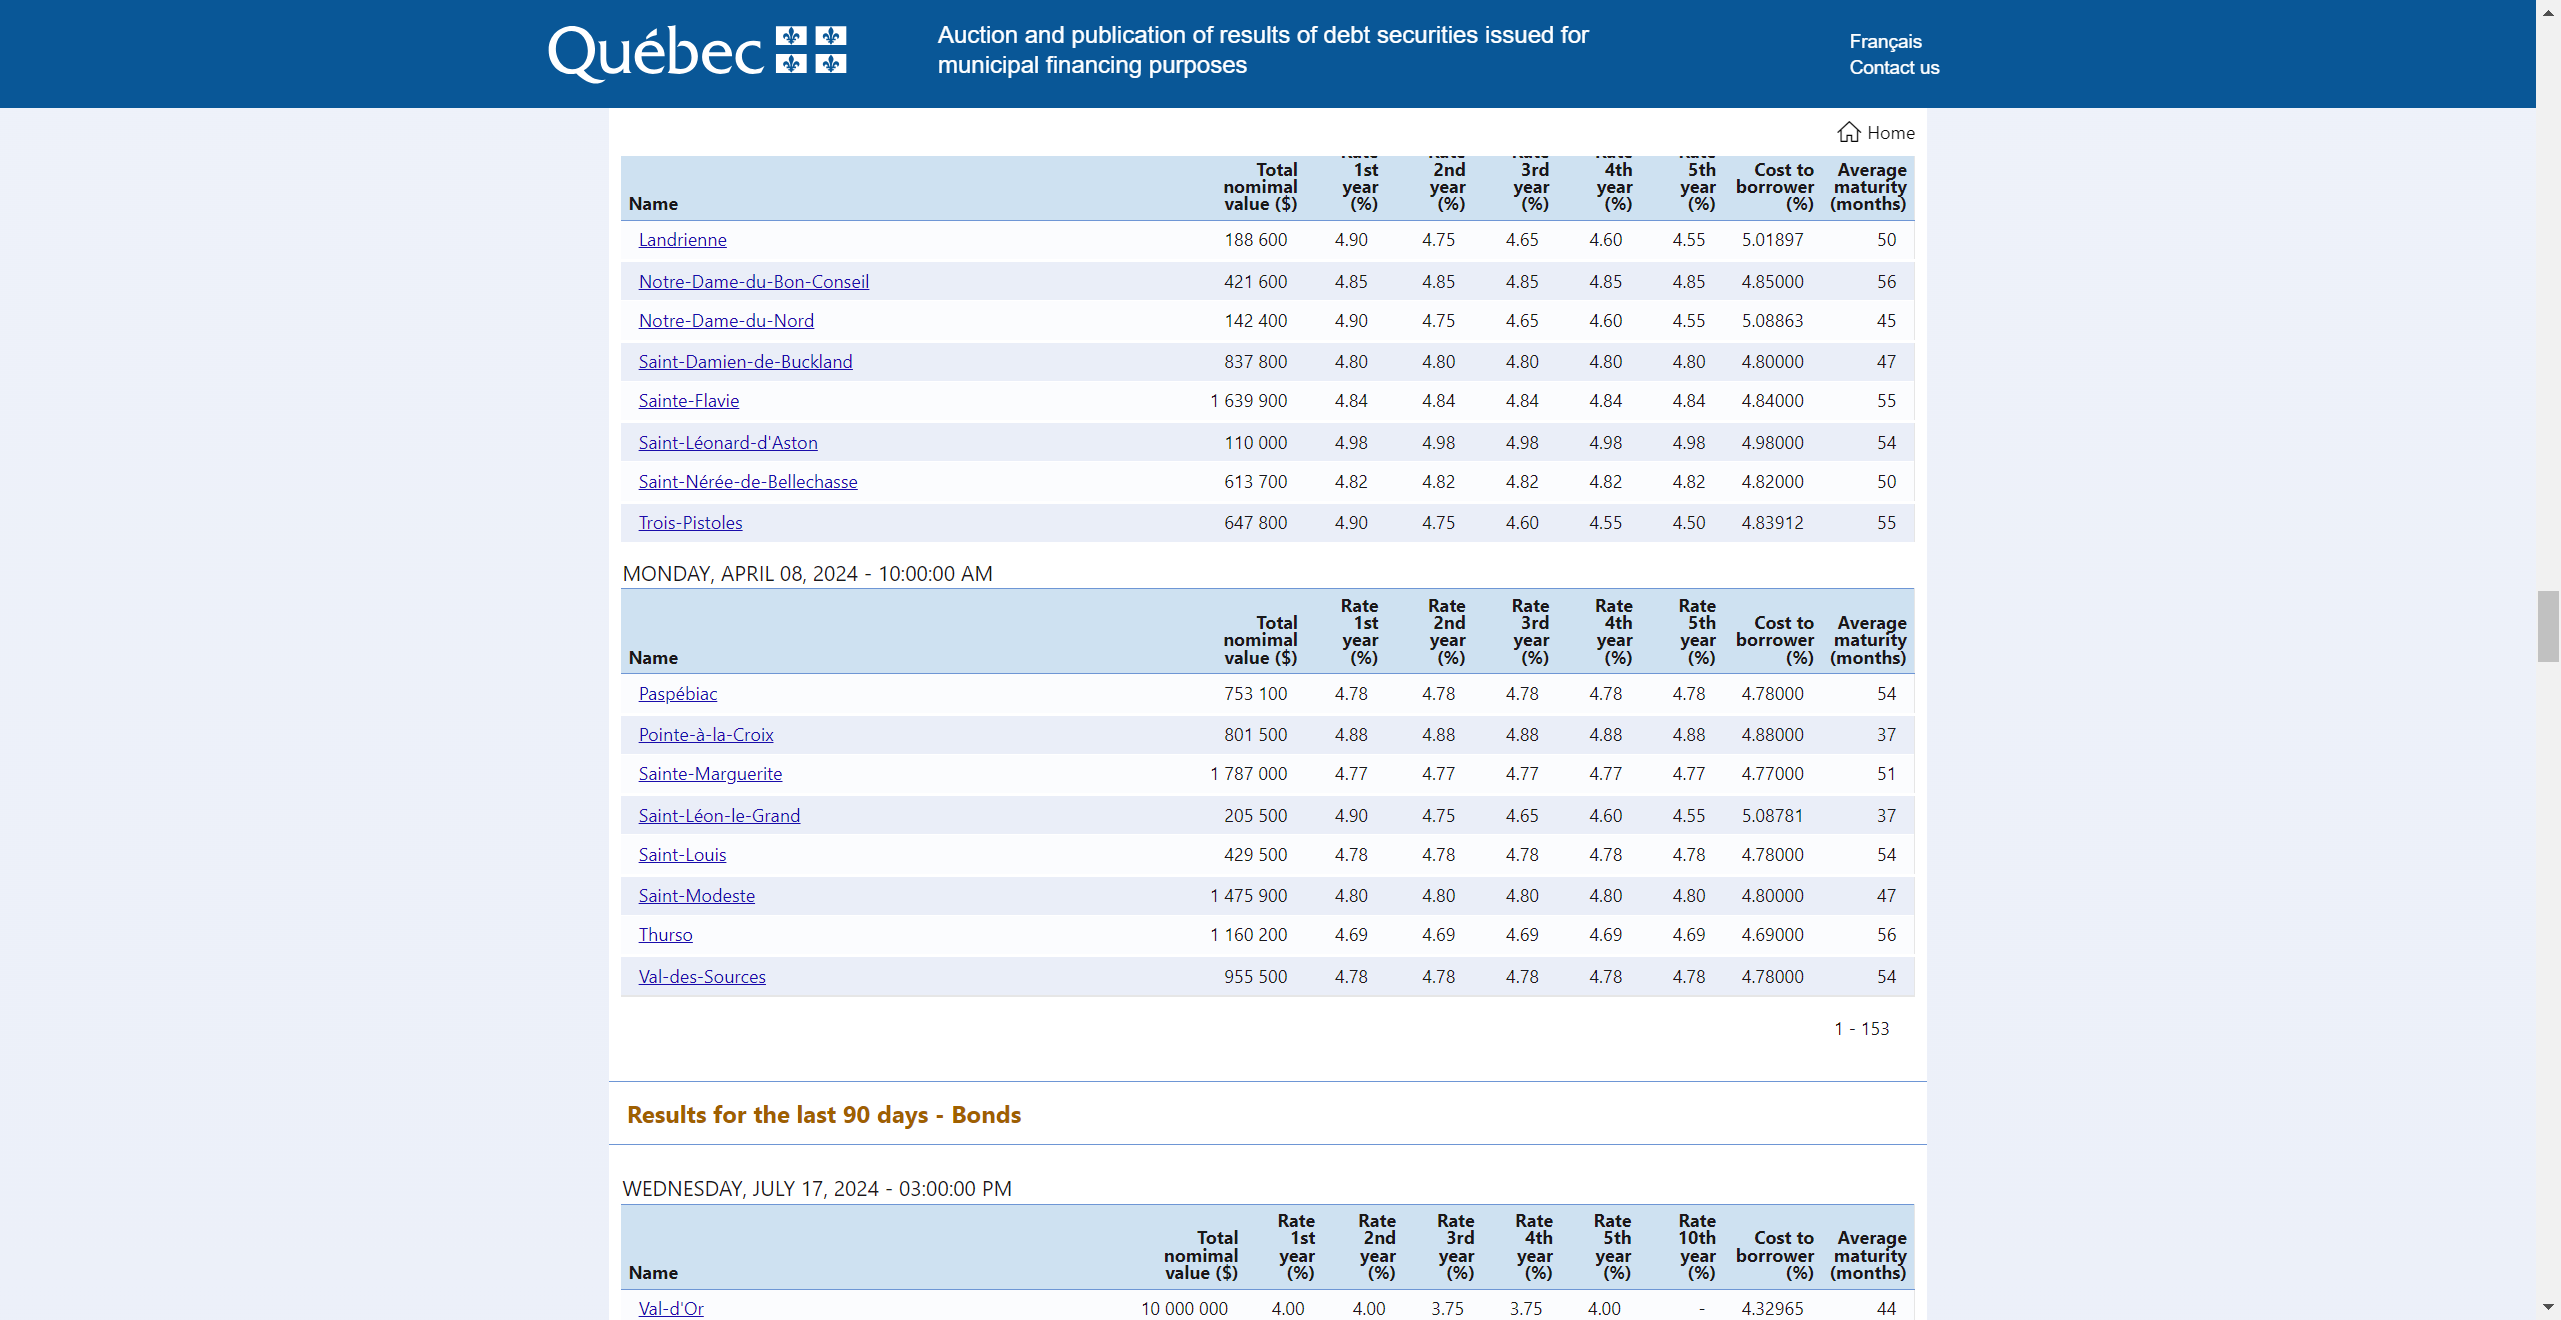 Québec
Auction and publication of results of debt securities issued for
municipal financing purposes
Français
Contact us
Home
Name Total nomimal value ($) Rate 1st year (%) Rate 2nd year (%) Rate 3rd year (%) Rate 4th year (%) Rate 5th year (%) Cost to borrower (%) Average maturity (months)
Landrienne 188 600 4.90 4.75 4.65 4.60 4.55 5.01897 50
Notre-Dame-du-Bon-Conseil 421 600 4.85 4.85 4.85 4.85 4.85 4.85000 56
Notre-Dame-du-Nord 142 400 4.90 4.75 4.65 4.60 4.55 5.08863 45
Saint-Damien-de-Buckland 837 800 4.80 4.80 4.80 4.80 4.80 4.80000 47
Sainte-Flavie 1 639 900 4.84 4.84 4.84 4.84 4.84 4.84000 55
Saint-Léonard-d'Aston 110 000 4.98 4.98 4.98 4.98 4.98 4.98000 54
Saint-Nérée-de-Bellechasse 613 700 4.82 4.82 4.82 4.82 4.82 4.82000 50
Trois-Pistoles 647 800 4.90 4.75 4.60 4.55 4.50 4.83912 55
MONDAY, APRIL 08, 2024 - 10:00:00 AM
Name Total nomimal value ($) Rate 1st year (%) Rate 2nd year (%) Rate 3rd year (%) Rate 4th year (%) Rate 5th year (%) Cost to borrower (%) Average maturity (months)
Paspébiac 753 100 4.78 4.78 4.78 4.78 4.78 4.78000 54
Pointe-à-la-Croix 801 500 4.88 4.88 4.88 4.88 4.88 4.88000 37
Sainte-Marguerite 1 787 000 4.77 4.77 4.77 4.77 4.77 4.77000 51
Saint-Léon-le-Grand 205 500 4.90 4.75 4.65 4.60 4.55 5.08781 37
Saint-Louis 429 500 4.78 4.78 4.78 4.78 4.78 4.78000 54
Saint-Modeste 1 475 900 4.80 4.80 4.80 4.80 4.80 4.80000 47
Thurso 1 160 200 4.69 4.69 4.69 4.69 4.69 4.69000 56
Val-des-Sources 955 500 4.78 4.78 4.78 4.78 4.78 4.78000 54
1 - 153
Results for the last 90 days - Bonds
WEDNESDAY, JULY 17, 2024 - 03:00:00 PM
Name Total nomimal value ($) Rate 1st year (%) Rate 2nd year (%) Rate 3rd year (%) Rate 4th year (%) Rate 5th year (%) Rate 10th year (%) Cost to borrower (%) Average maturity (months)
Val-d'Or 10 000 000 4.00 4.00 3.75 3.75 4.00 - 4.32965 44